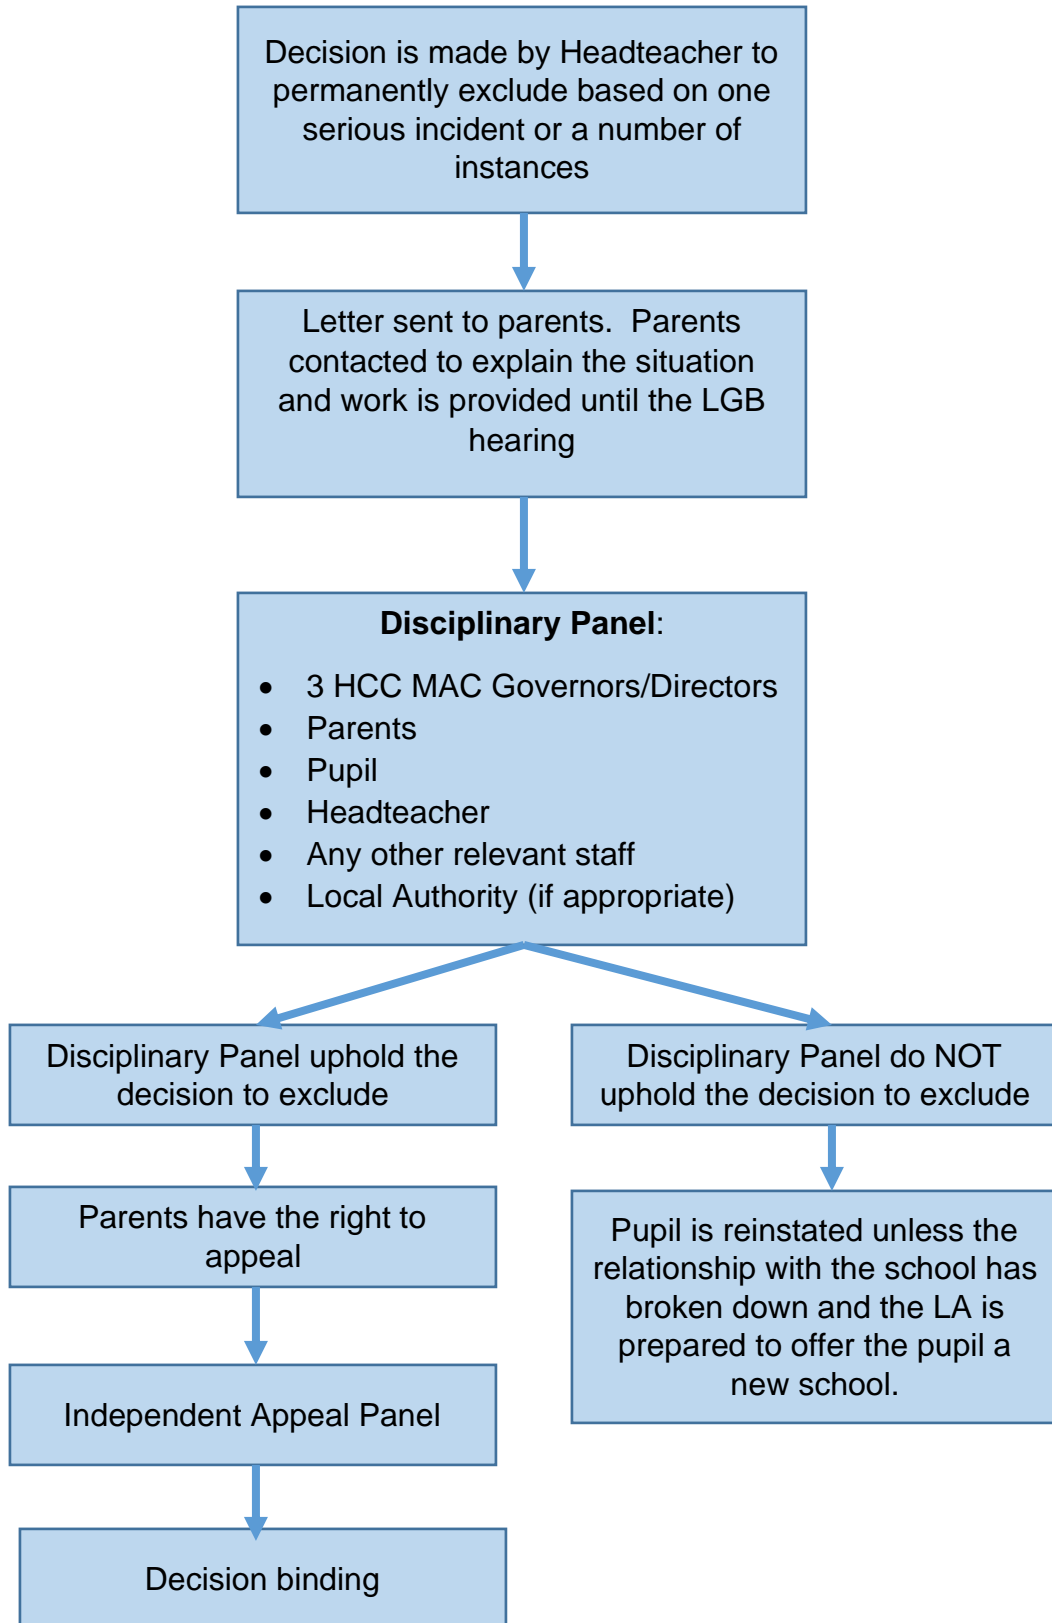 Decision is made by Headteacher to
permanently exclude based on one
serious incident or a number of
instances
Letter sent to parents.  Parents
contacted to explain the situation
and work is provided until the LGB
hearing
Disciplinary Panel:
• 3 HCC MAC Governors/Directors
• Parents
• Pupil
• Headteacher
• Any other relevant staff
• Local Authority (if appropriate)
Disciplinary Panel uphold the
decision to exclude
Parents have the right to
appeal
Independent Appeal Panel
Decision binding
Disciplinary Panel do NOT
uphold the decision to exclude
Pupil is reinstated unless the
relationship with the school has
broken down and the LA is
prepared to offer the pupil a
new school.